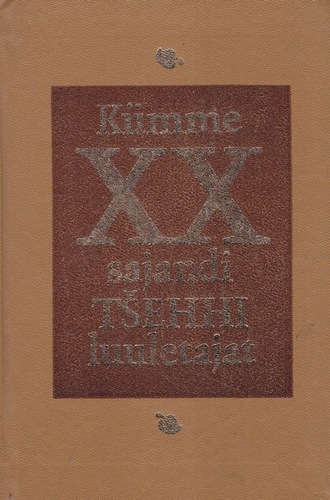 Kümme
XX
sajandi
TŠEHHI
luuletajat